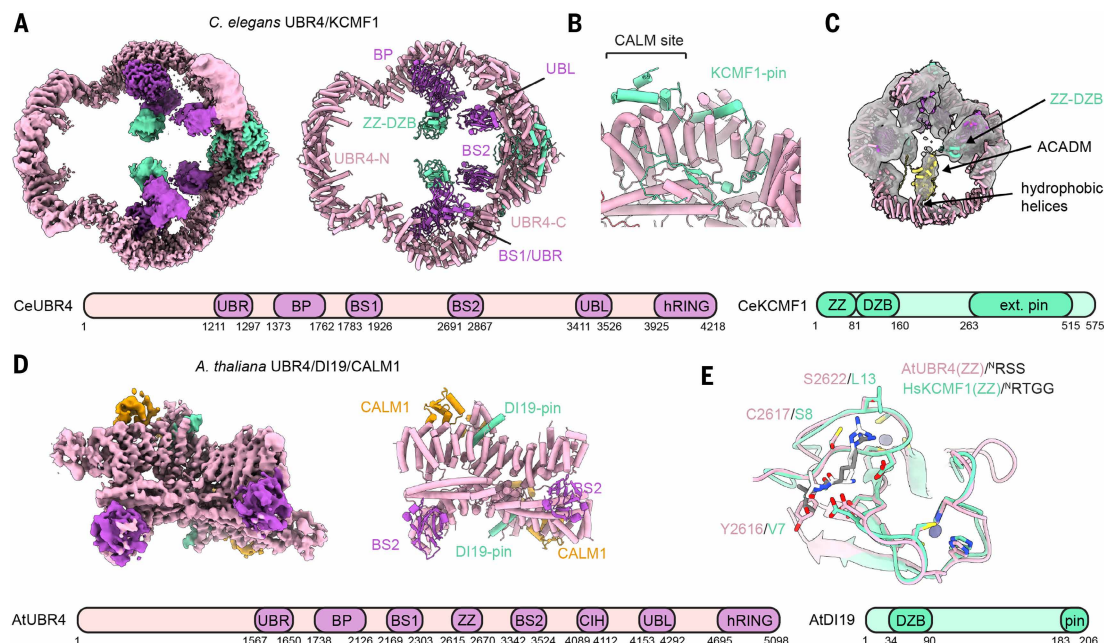 A
C. elegans UBR4/KCMF1
BP
UBL
ZZ-DZB
UBR4-N
BS2
UBR4-C
BS1/UBR
B
CALM site
KCMF1-pin
C
ZZ-DZB
ACADM
hydrophobic
helices
CeUBR4
UBR BP BS1 BS2 UBL hRING
1 1211 1297 1373 1762 1783 1926 2691 2867 3411 3526 3925 4218
CeKCMF1
ZZ DZB ext. pin
1 81 160 263 515 575
D
A. thaliana UBR4/DI19/CALM1
CALM1
DI19-pin
BS2
BS2
DI19-pin
CALM1
E
AtUBR4(ZZ)/NRSS
HsKCMF1(ZZ)/NRTGG
S2622/L13
C2617/S8
Y2616/V7
AtUBR4
UBR BP BS1 ZZ BS2 CIH UBL hRING
1 1567 1650 1738 2126 2169 2303 2615 2670 3342 3524 4089 4112 4153 4292 4695 5098
AtDI19
DZB pin
1 34 90 183 206